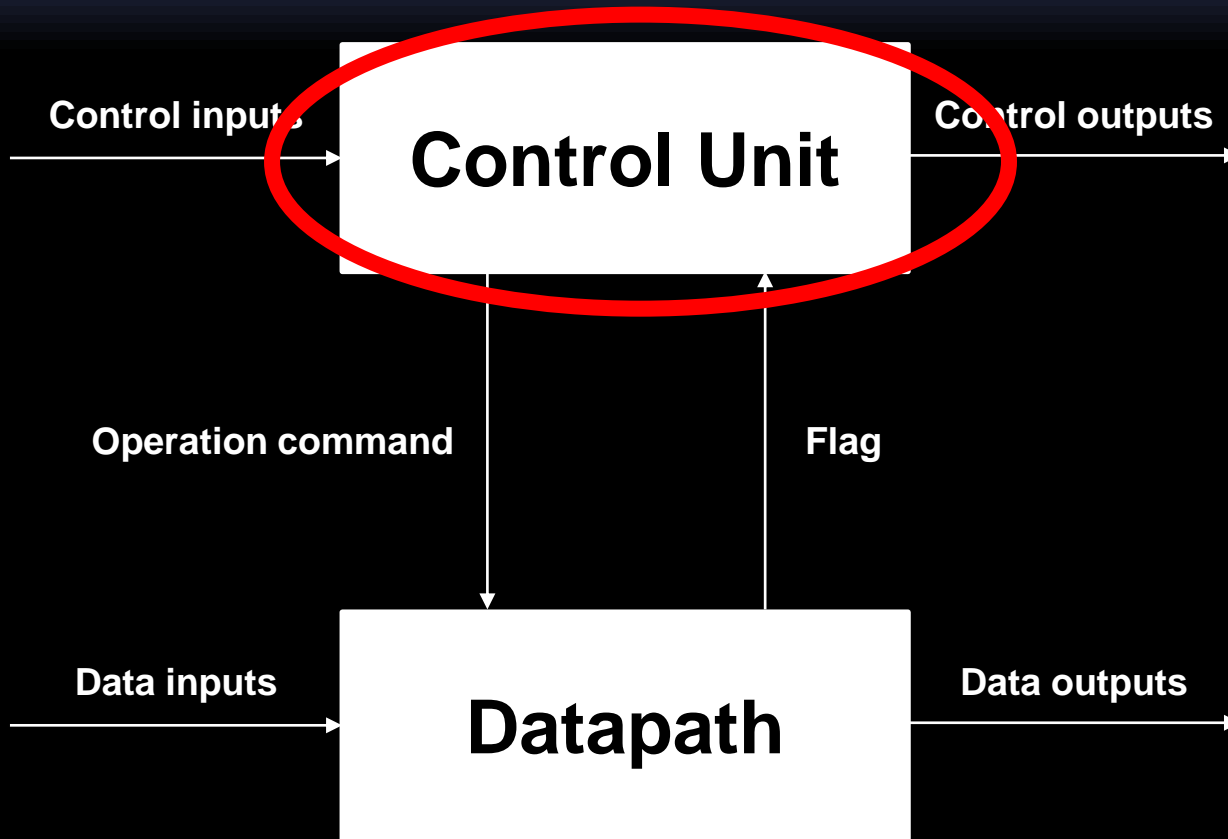 Control inputs
Control Unit
Control outputs
Operation command
Flag
Data inputs
Datapath
Data outputs